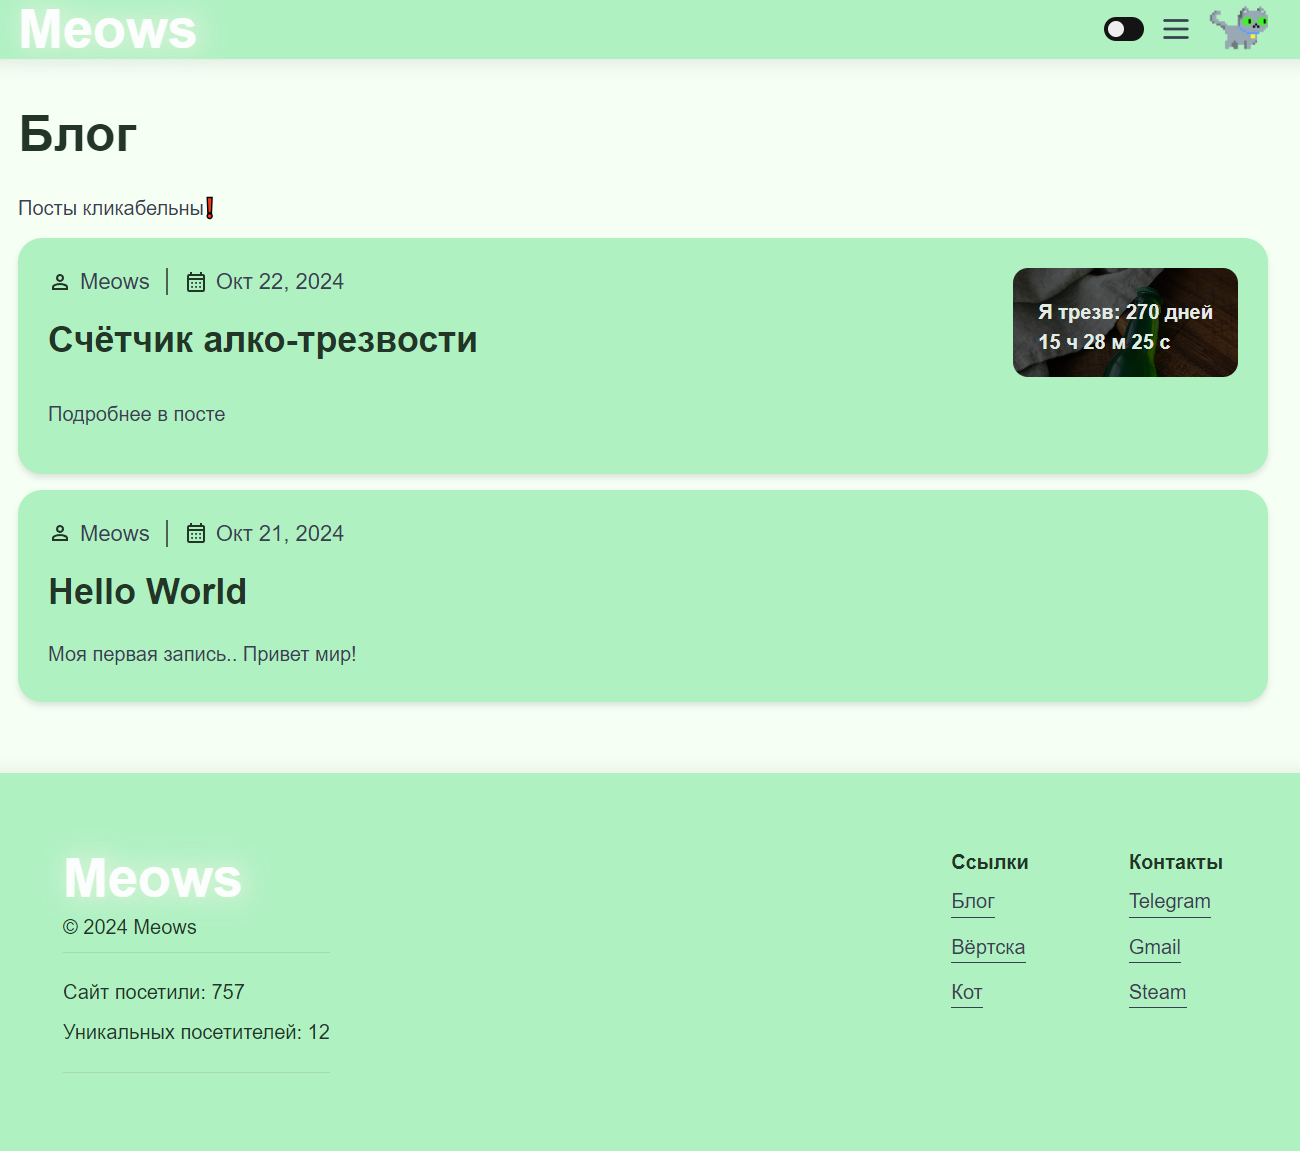 Meows
Блог
Посты кликабельны❗
Meows | Окт 22, 2024
Счётчик алко-трезвости
Я трезв: 270 дней
15 ч 28 м 25 с
Подробнее в посте
Meows | Окт 21, 2024
Hello World
Моя первая запись.. Привет мир!
Meows
© 2024 Meows
Сайт посетили: 757
Уникальных посетителей: 12
Ссылки
Блог
Вёртска
Кот
Контакты
Telegram
Gmail
Steam